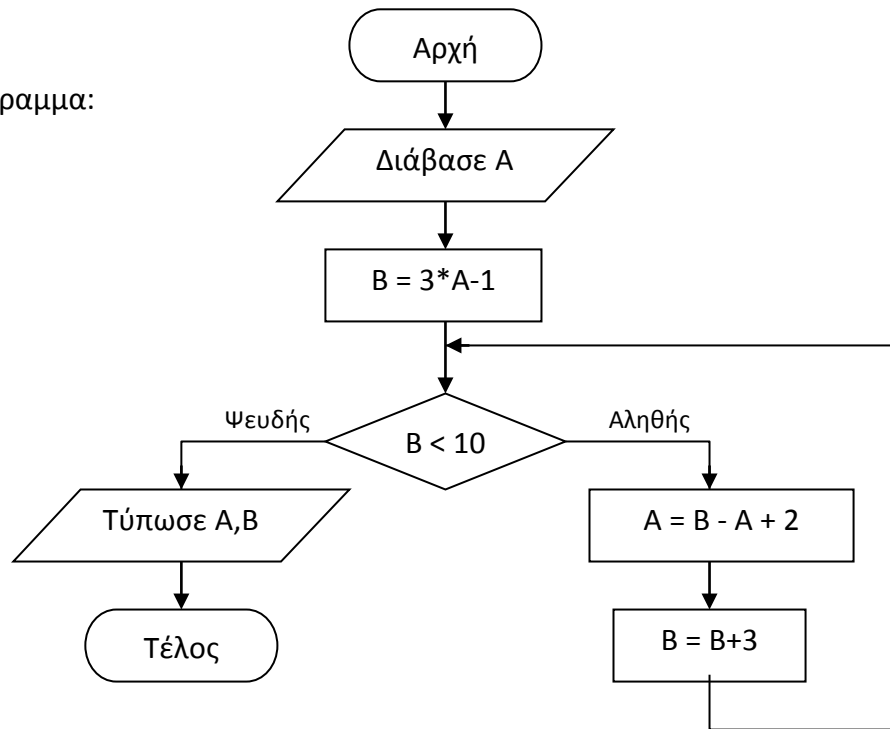 Αρχή
ραμμα:
Διάβασε Α
Β = 3*Α-1
Ψευδής
Αληθής
Β < 10
Τύπωσε Α,Β
Α = Β - Α + 2
Τέλος
Β = Β+3